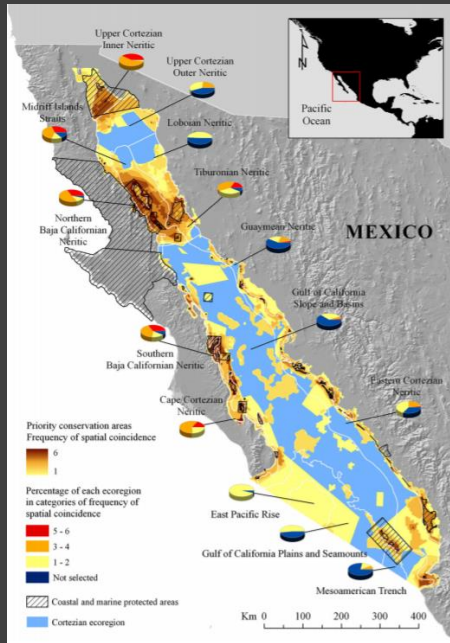 Upper Cortezian
Inner Neritic
Upper Cortezian
Outer Neritic
N
Pacific
Ocean
Midriff Islands
Straits
Loboian Neritic
Tiburonian Neritic
Northern
Baja Californian
Neritic
Guaymean Neritic
MEXICO
Gulf of California
Slope and Basins
Southern
Baja Californian Neritic
Eastern Cortezian
Neritic
Cape Cortezian
Neritic
Priority conservation areas
Frequency of spatial coincidence
6
1
Percentage of each ecoregion
in categories of frequency of
spatial coincidence
5 - 6
3 - 4
1 - 2
Not selected
Coastal and marine protected areas
Cortezian ecoregion
East Pacific Rise
Gulf of California Plains and Seamounts
Mesoamerican Trench
Km
0
100
200
300
400